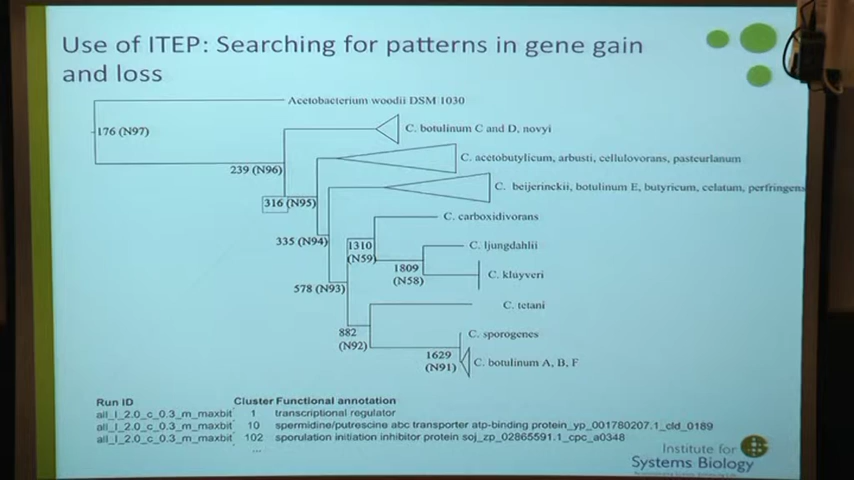 Use of ITEP: Searching for patterns in gene gain
and loss
Acetobacterium woodii DSM 1030
176 (N97)
C. botulinum C and D, novyi
C. acetobutylicum, arbusti, cellulovorans, pasteurianum
239 (N96)
C. beijerinckii, botulinum E, butyricum, celatum, perfringens
316 (N95)
C. carboxidivorans
335 (N94)
1310
(N59)
C. ljungdahlii
1809
(N58)
C. kluyveri
578 (N93)
C. tetani
882
(N92)
C. sporogenes
1629
(N91)
C. botulinum A, B, F
Run ID Cluster Functional annotation
all_I_2.0_c_0.3_m_maxbit 1 transcriptional regulator
all_I_2.0_c_0.3_m_maxbit 10 spermidine/putrescine abc transporter atp-binding protein_yp_001780207.1_cld_0189
all_I_2.0_c_0.3_m_maxbit 102 sporulation initiation inhibitor protein soj_zp_02865591.1_cpc_a0348
...
Institute for
Systems Biology